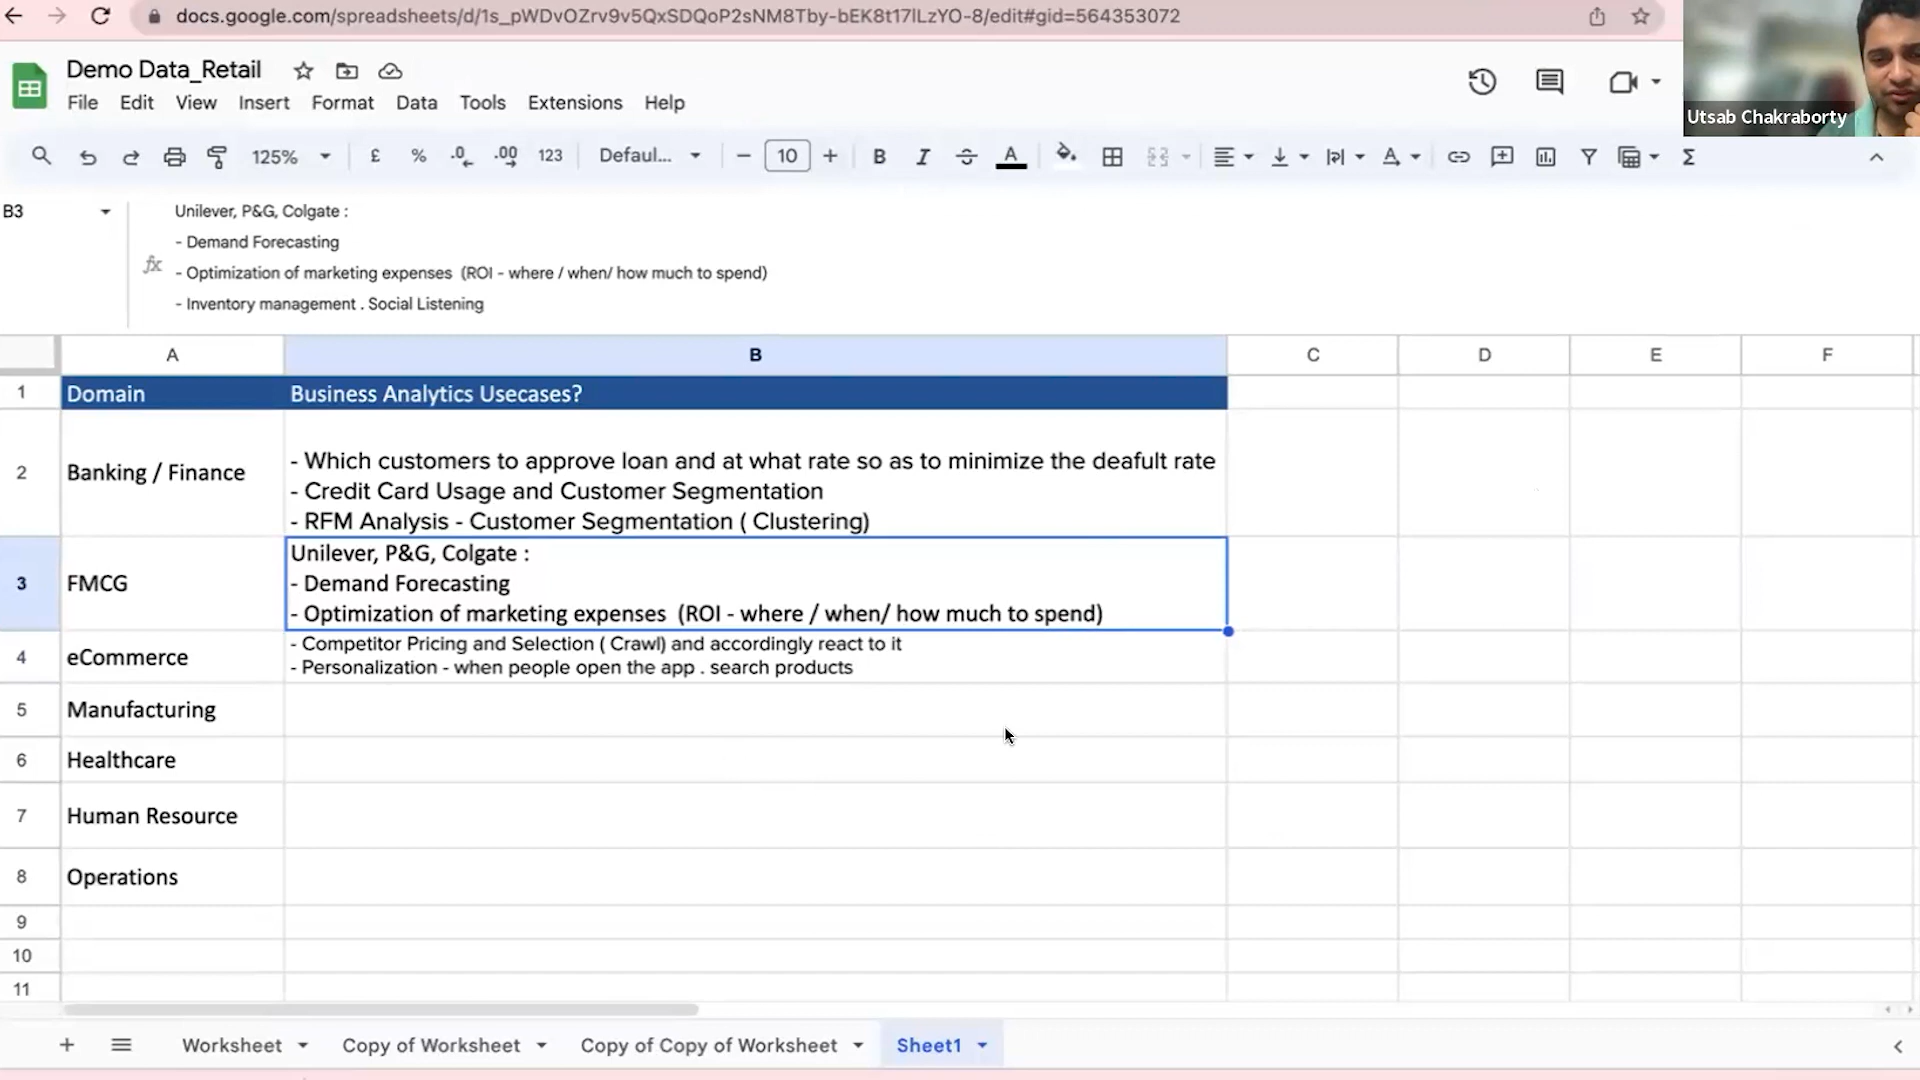 docs.google.com/spreadsheets/d/1s_pWDvOZrv9v5QxSDQoP2sNM8Tby-bEK8t17lLzYO-8/edit#gid=564353072
Demo Data_Retail
File Edit View Insert Format Data Tools Extensions Help
Utsab Chakraborty
125% £ % .0 .00 123 Defaul... 10 B I A
B3
Unilever, P&G, Colgate :
- Demand Forecasting
- Optimization of marketing expenses (ROI - where / when/ how much to spend)
- Inventory management . Social Listening
fx
A B C D E F
1 Domain Business Analytics Usecases?
2 Banking / Finance
- Which customers to approve loan and at what rate so as to minimize the deafult rate
- Credit Card Usage and Customer Segmentation
- RFM Analysis - Customer Segmentation ( Clustering)
3 FMCG
Unilever, P&G, Colgate :
- Demand Forecasting
- Optimization of marketing expenses (ROI - where / when/ how much to spend)
4 eCommerce
- Competitor Pricing and Selection ( Crawl) and accordingly react to it
- Personalization - when people open the app . search products
5 Manufacturing
6 Healthcare
7 Human Resource
8 Operations
9
10
11
Worksheet Copy of Worksheet Copy of Copy of Worksheet Sheet1